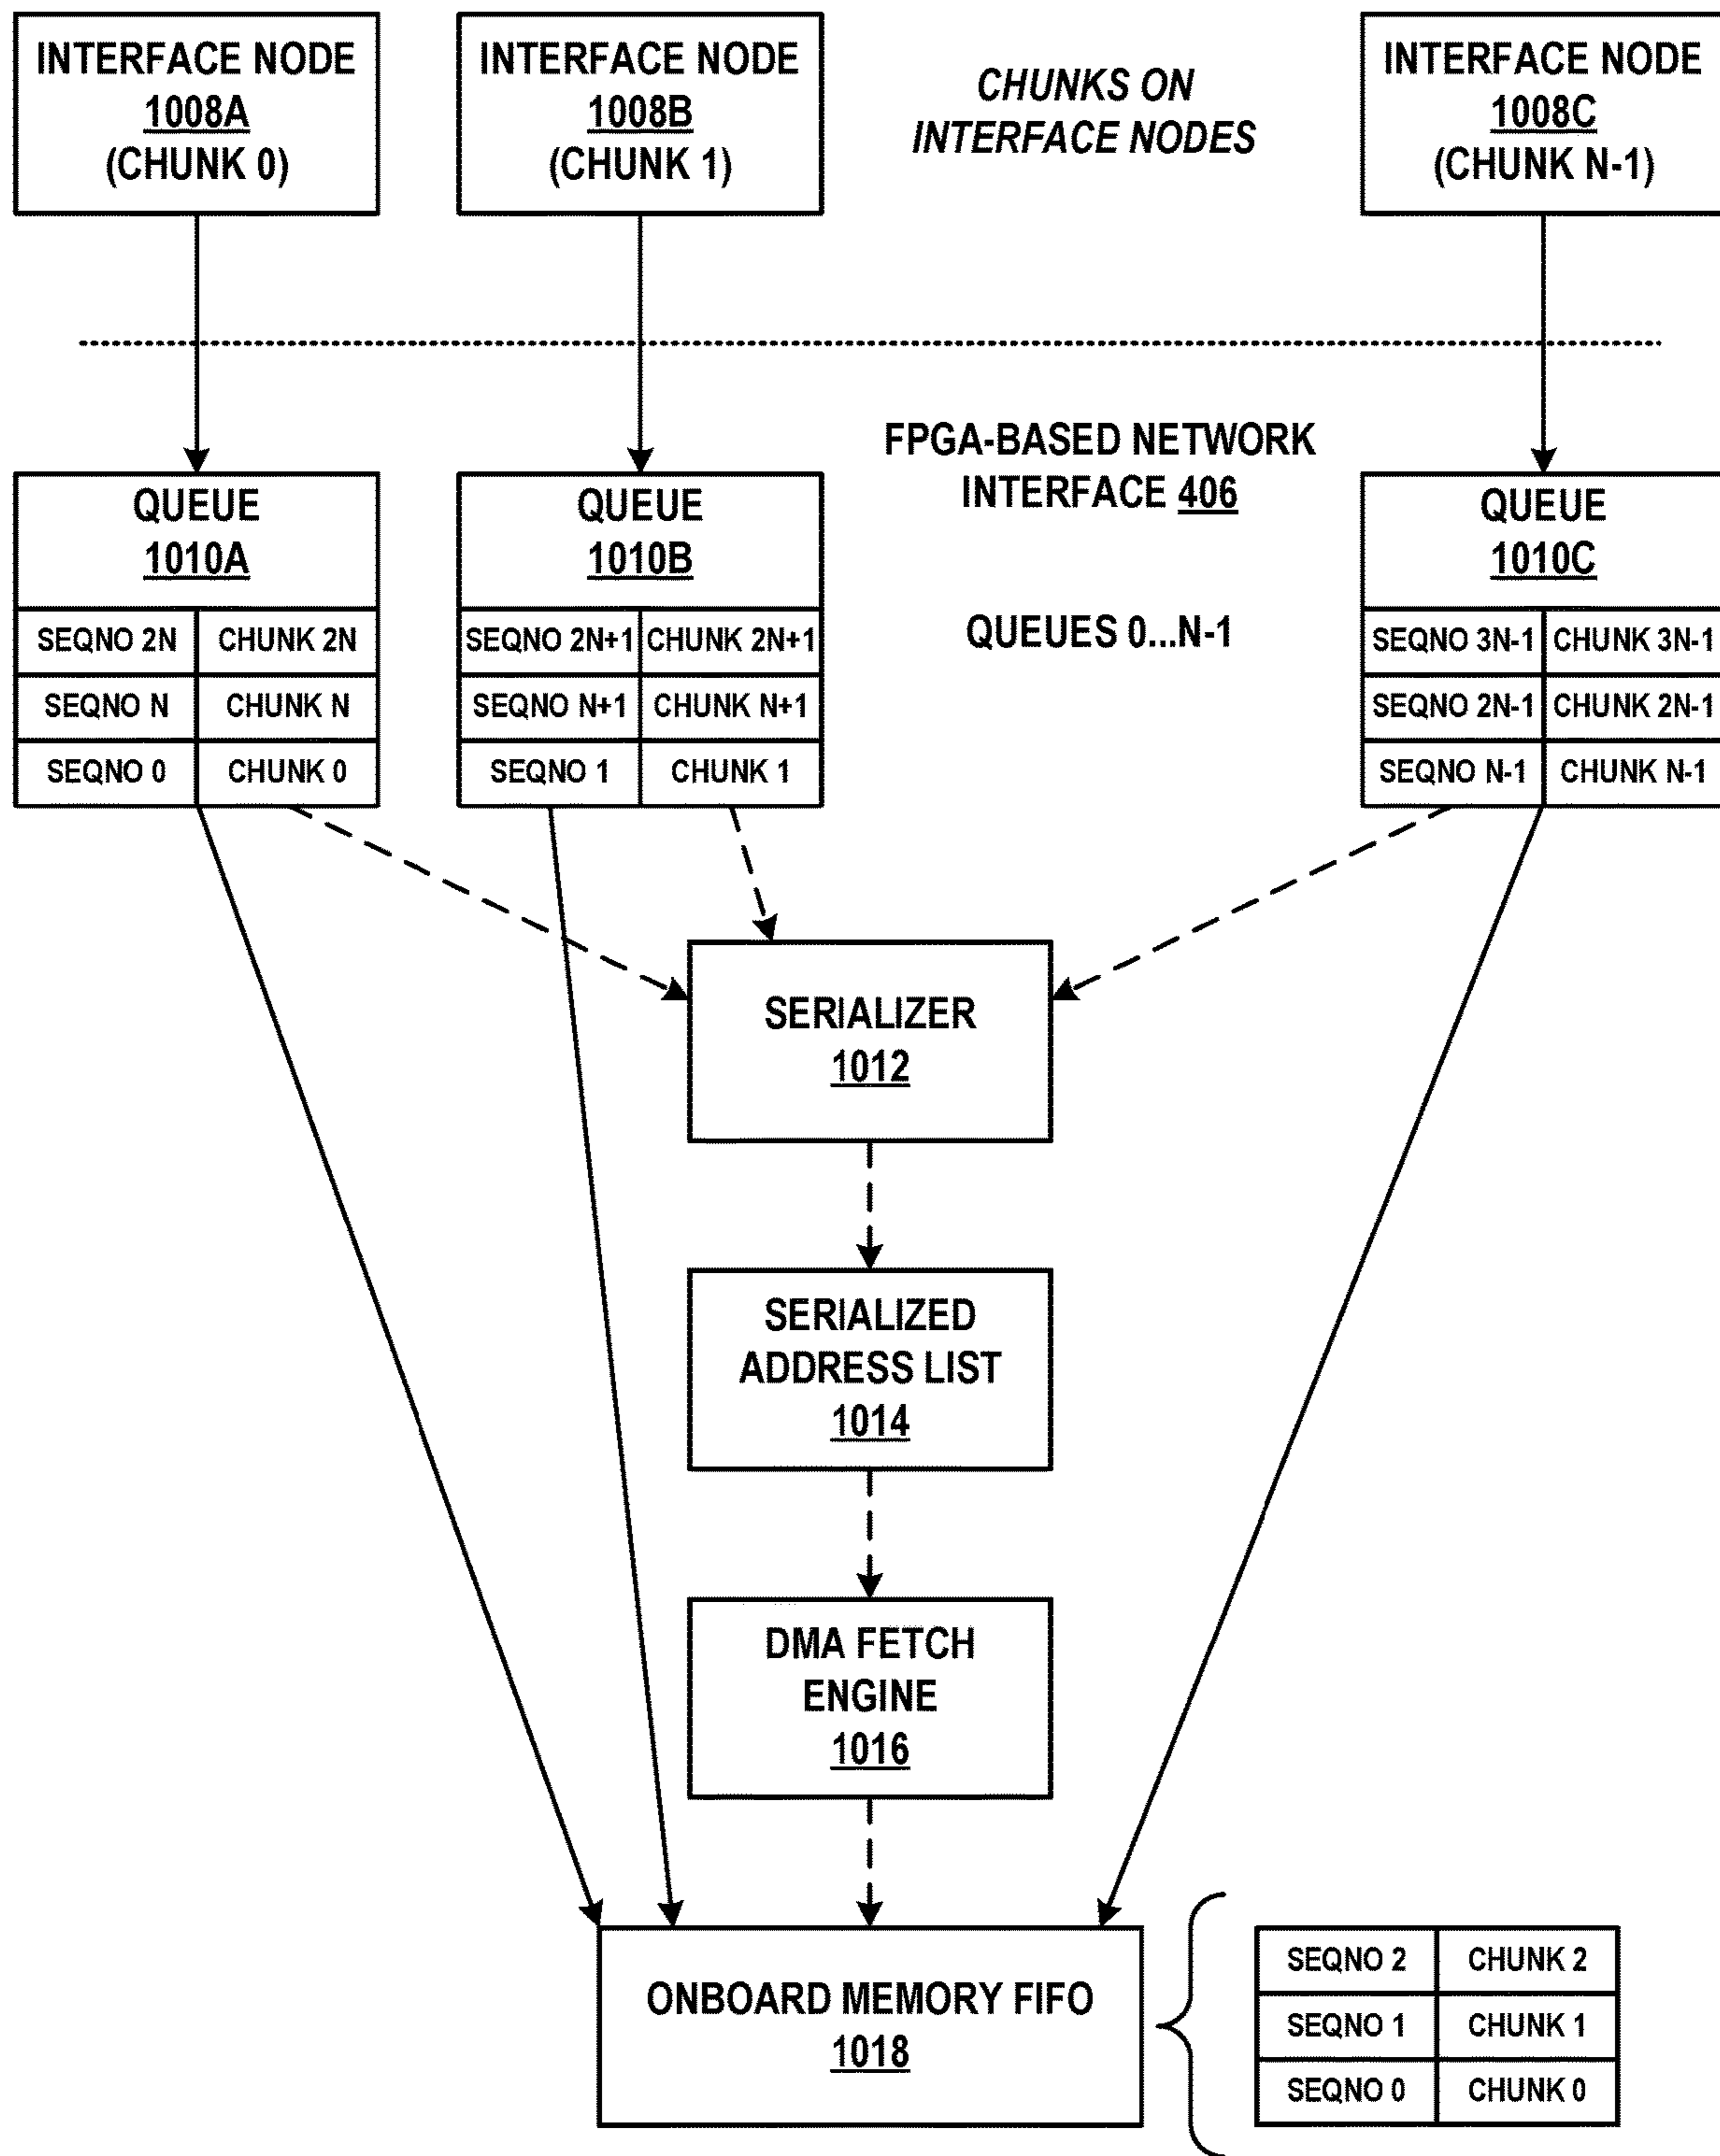 INTERFACE NODE
1008A
(CHUNK 0)
INTERFACE NODE
1008B
(CHUNK 1)
CHUNKS ON
INTERFACE NODES
INTERFACE NODE
1008C
(CHUNK N-1)
FPGA-BASED NETWORK
INTERFACE 406
QUEUES 0...N-1
QUEUE
1010A
SEQNO 2N CHUNK 2N
SEQNO N CHUNK N
SEQNO 0 CHUNK 0
QUEUE
1010B
SEQNO 2N+1 CHUNK 2N+1
SEQNO N+1 CHUNK N+1
SEQNO 1 CHUNK 1
QUEUE
1010C
SEQNO 3N-1 CHUNK 3N-1
SEQNO 2N-1 CHUNK 2N-1
SEQNO N-1 CHUNK N-1
SERIALIZER
1012
SERIALIZED
ADDRESS LIST
1014
DMA FETCH
ENGINE
1016
ONBOARD MEMORY FIFO
1018
SEQNO 2 CHUNK 2
SEQNO 1 CHUNK 1
SEQNO 0 CHUNK 0